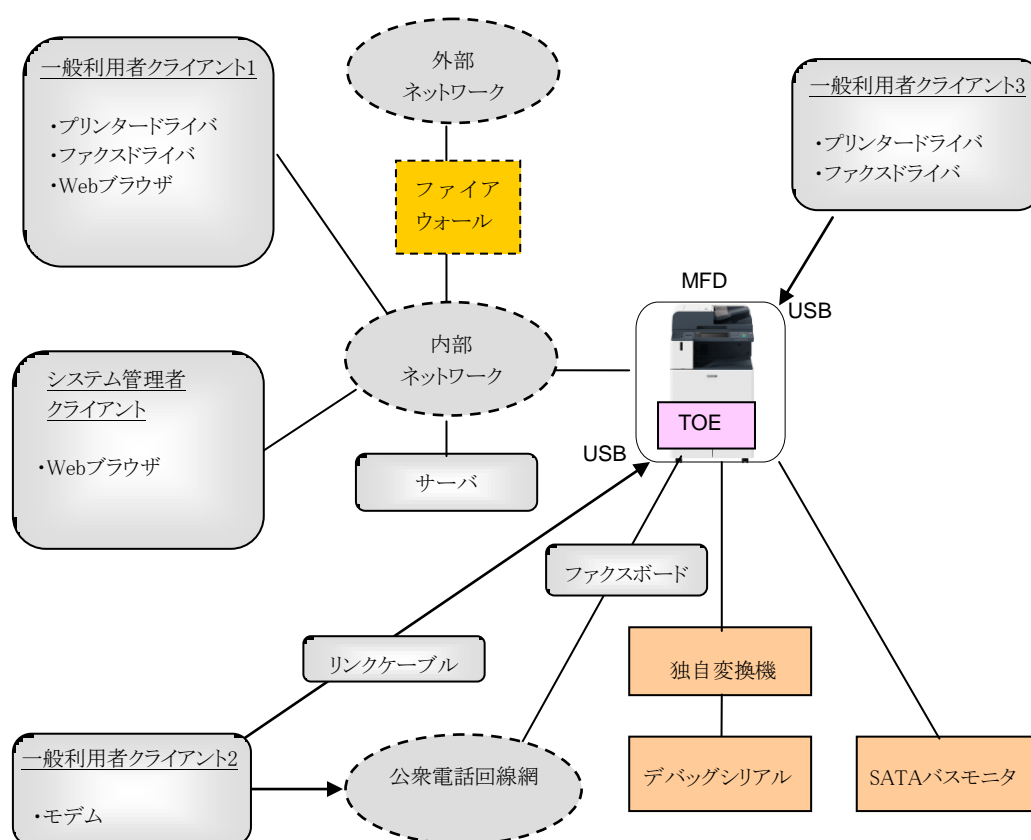 一般利用者クライアント1
・プリンタードライバ
・ファクスドライバ
・Webブラウザ
外部
ネットワーク
一般利用者クライアント3
・プリンタードライバ
・ファクスドライバ
ファイア
ウォール
MFD
USB
内部
ネットワーク
システム管理者
クライアント
・Webブラウザ
TOE
USB
サーバ
ファクスボード
リンクケーブル
独自変換機
一般利用者クライアント2
・モデム
公衆電話回線網
デバッグシリアル
SATAバスモニタ